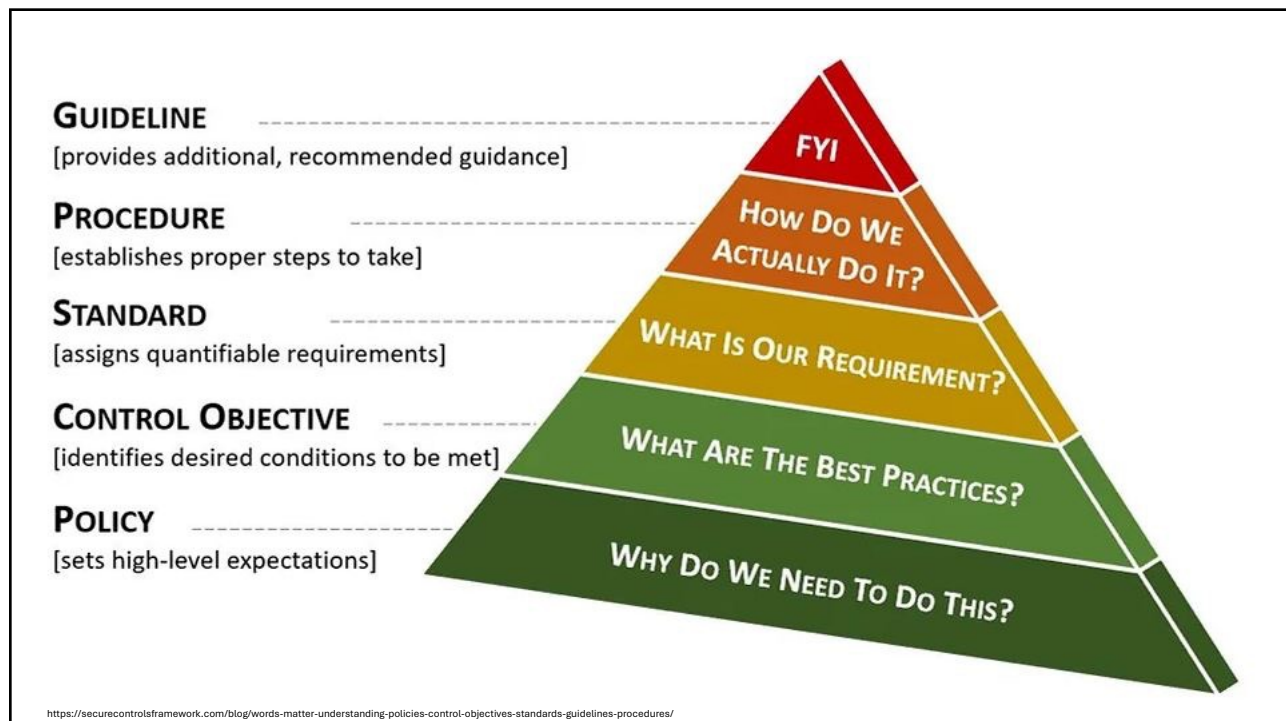 GUIDELINE
[provides additional, recommended guidance]
FYI
PROCEDURE
[establishes proper steps to take]
HOW DO WE
ACTUALLY DO IT?
STANDARD
[assigns quantifiable requirements]
WHAT IS OUR REQUIREMENT?
CONTROL OBJECTIVE
[identifies desired conditions to be met]
WHAT ARE THE BEST PRACTICES?
POLICY
[sets high-level expectations]
WHY DO WE NEED TO DO THIS?
https://securecontrolsframework.com/blog/words-matter-understanding-policies-control-objectives-standards-guidelines-procedures/